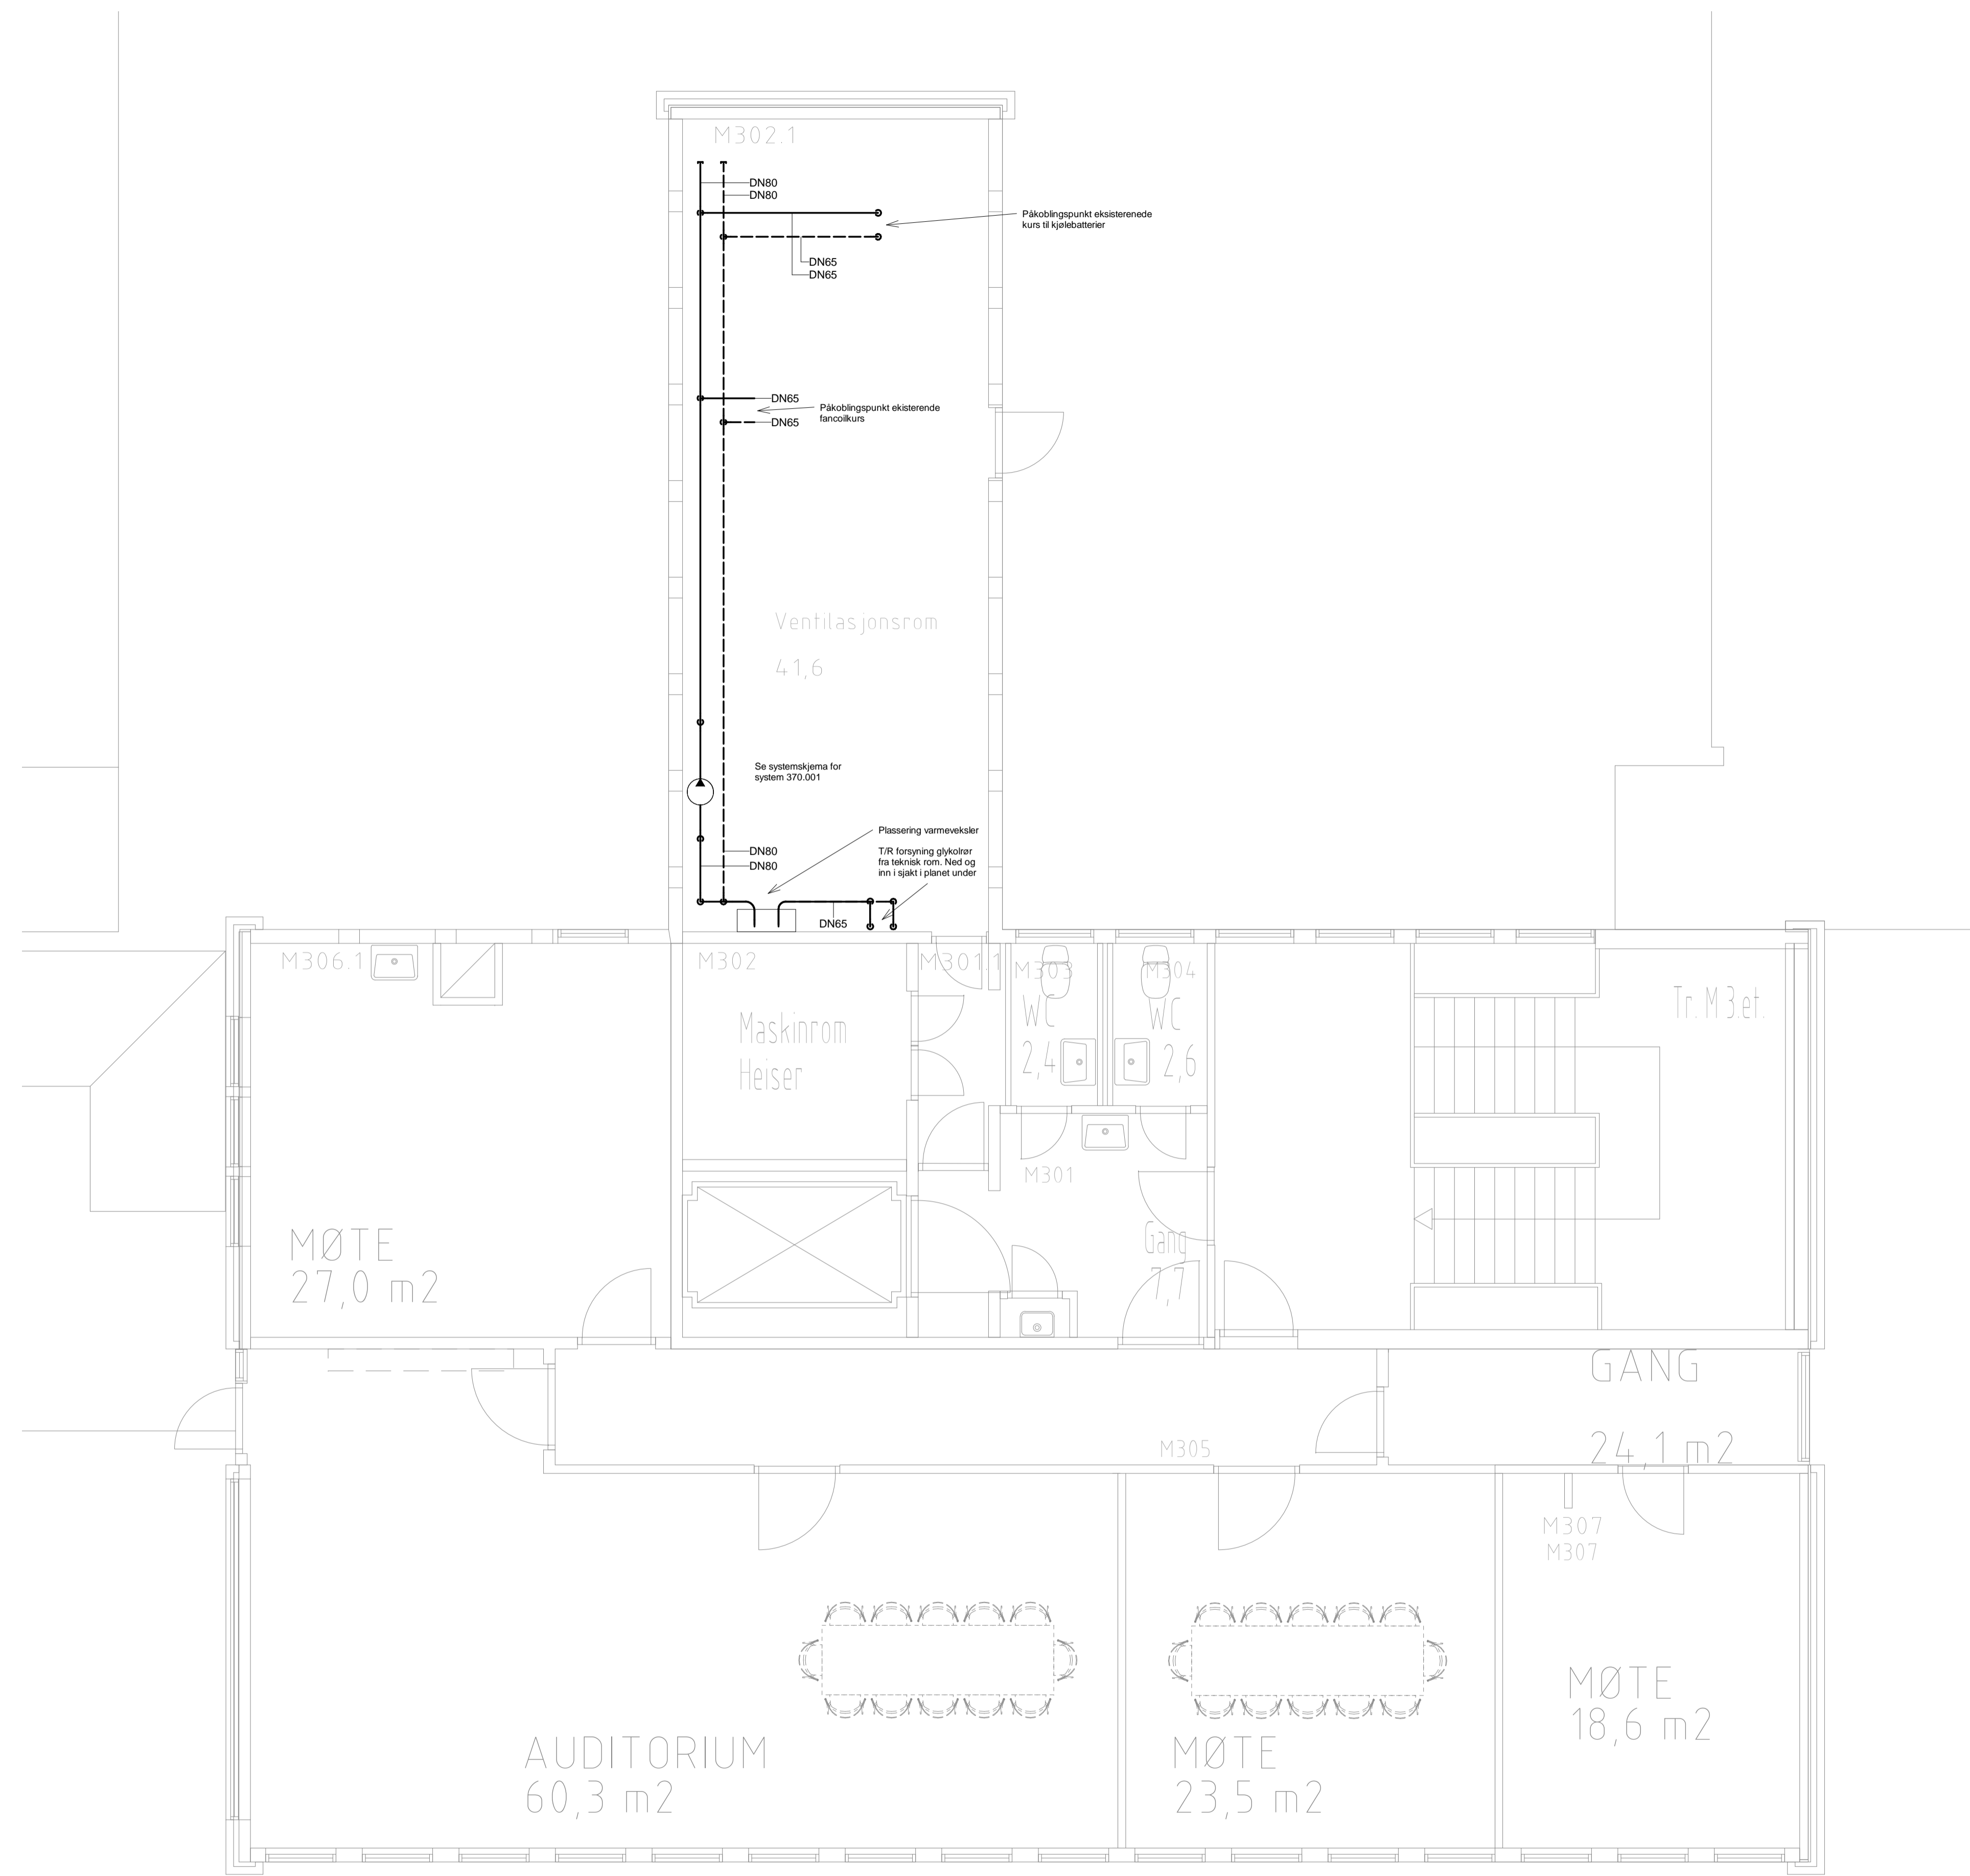 M302.1
DN80
DN80
Påkoblingspunkt eksisterenede
kurs til kjølebatterier
DN65
DN65
DN65
Påkoblingspunkt ekisterende
fancoilkurs
DN65
Ventilasjonsrom
41,6
Se systemskjema for
system 370.001
Plassering varmeveksler
DN80
T/R forsyning glykolrør
fra teknisk rom. Ned og
inn i sjakt i planet under
DN80
DN65
M306.1
M302
M301.1
M303
WC
2,4
M304
WC
2,6
Tr.M 3.et.
Maskinrom
Heiser
M301
Gang
7,7
MØTE
27,0 m2
GANG
24,1 m2
M305
M307
M307
MØTE
18,6 m2
AUDITORIUM
60,3 m2
MØTE
23,5 m2